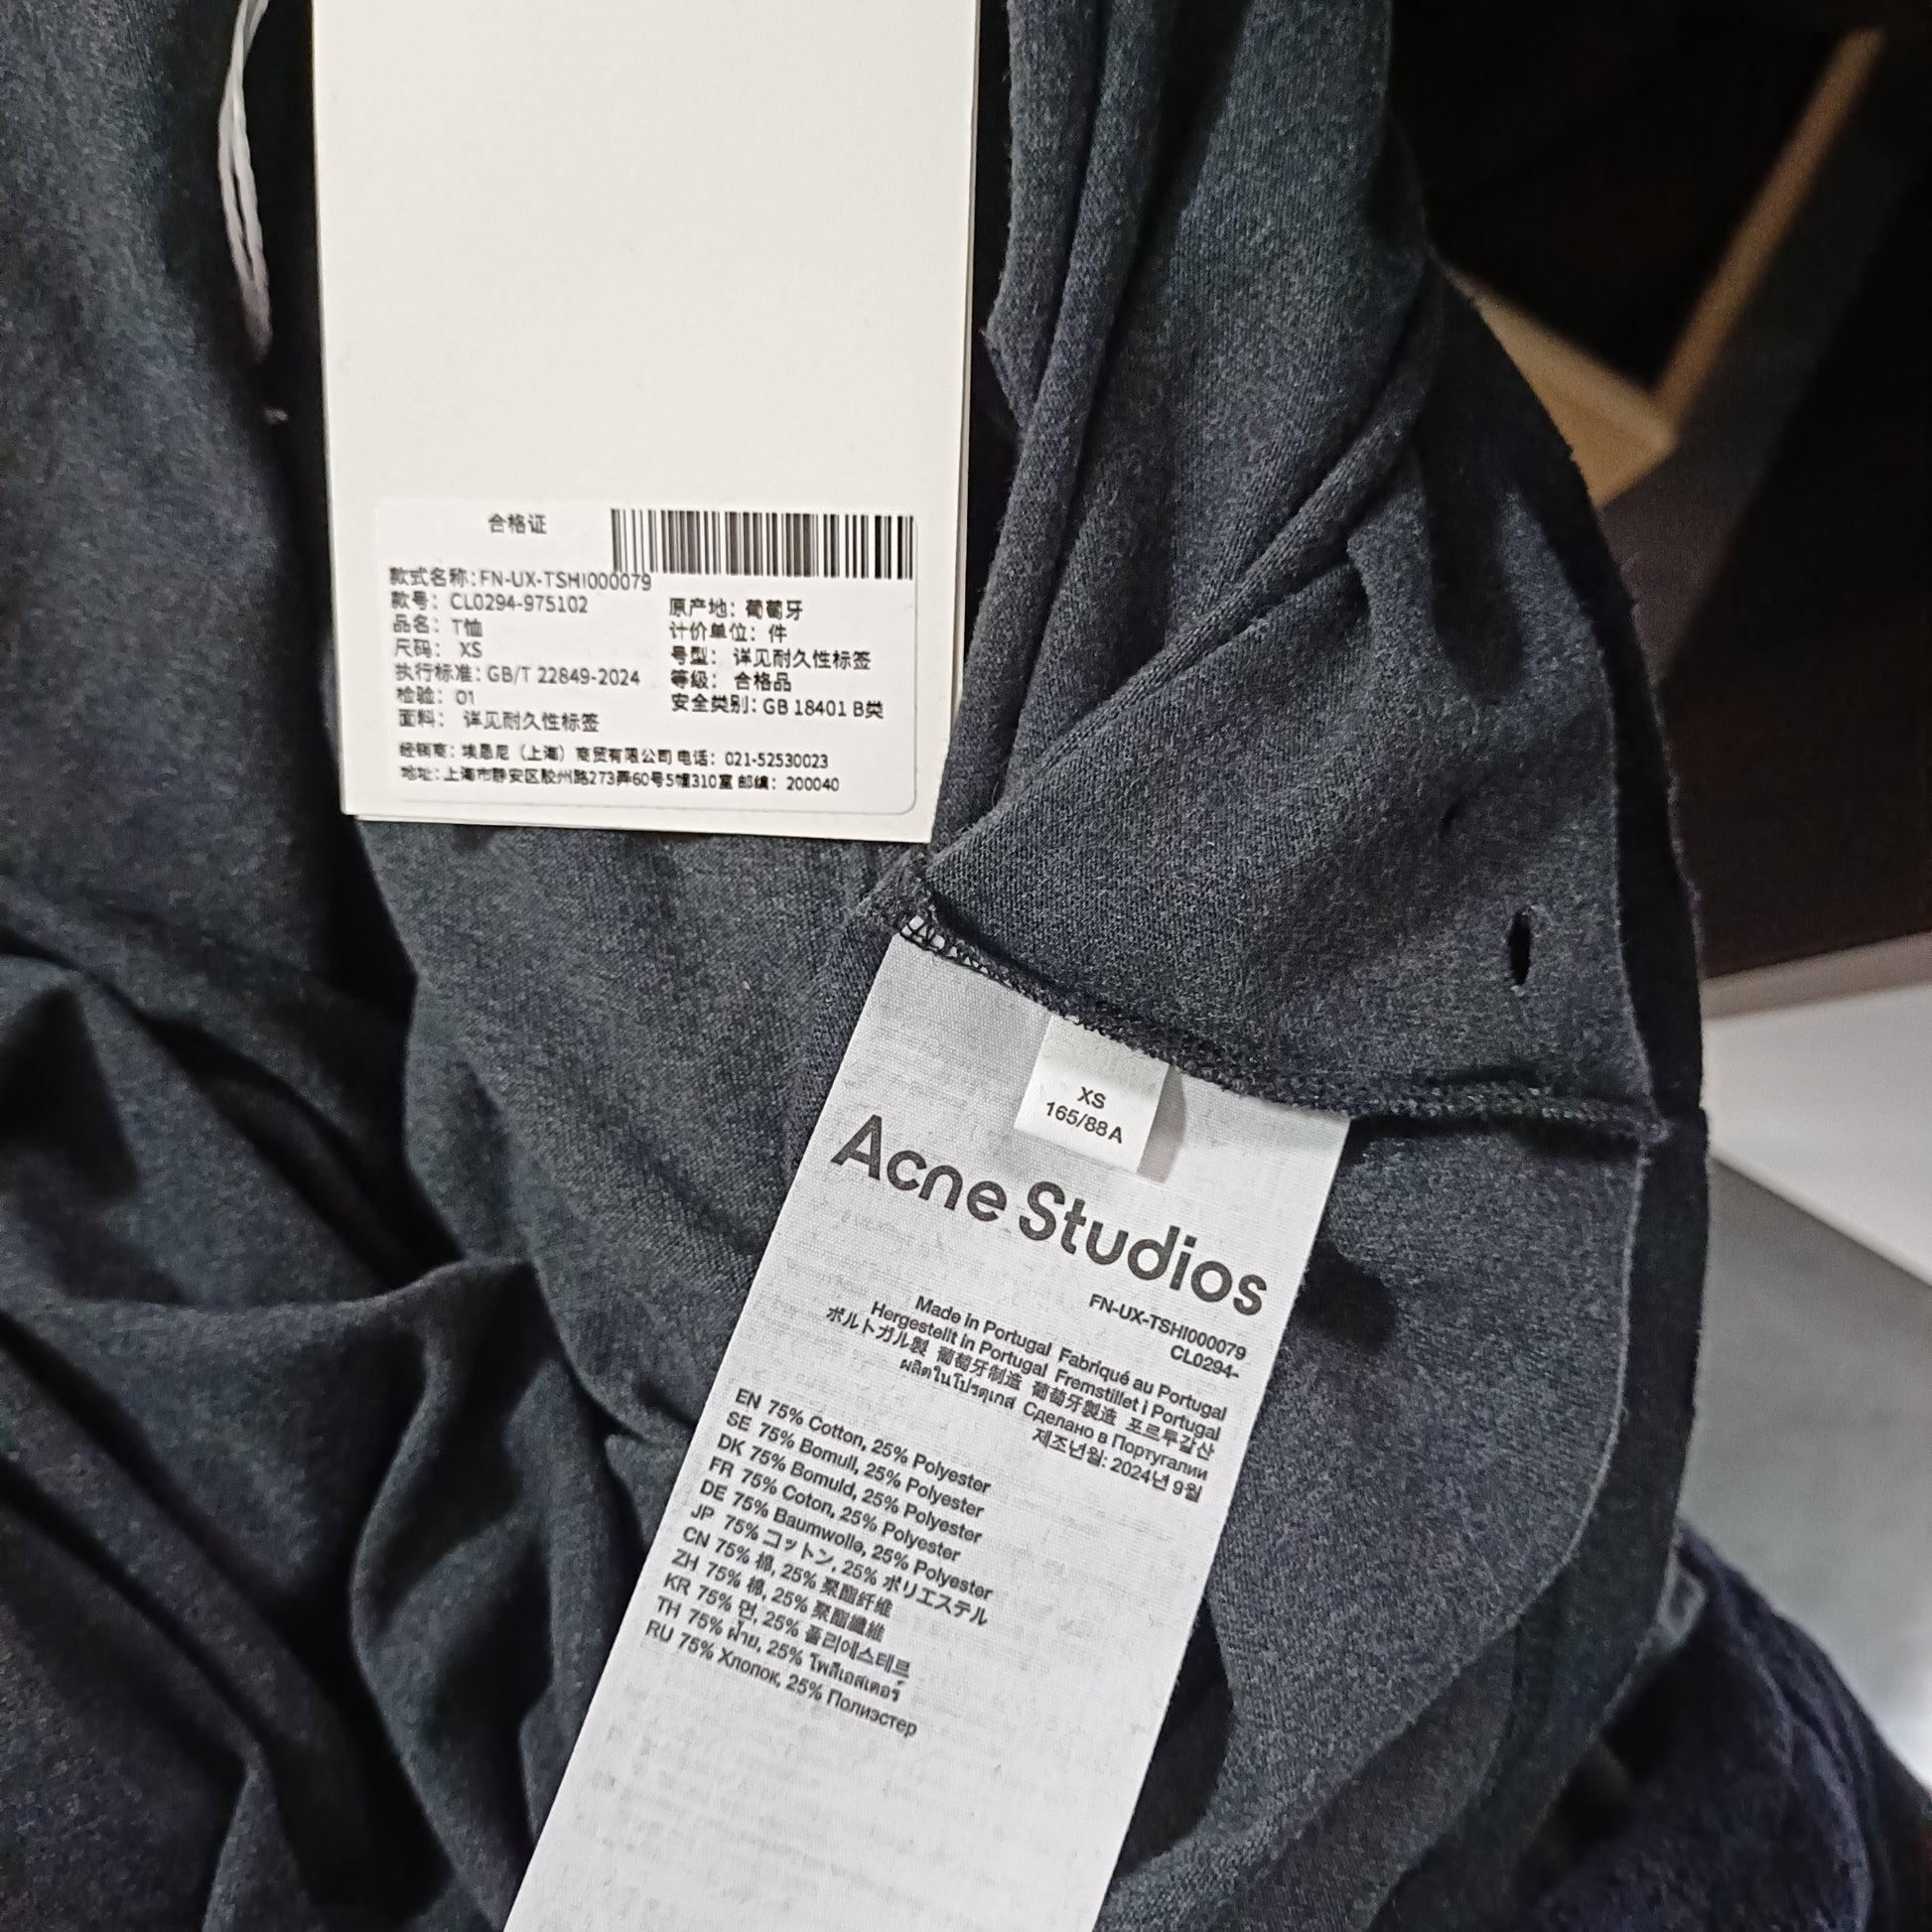 合格证
款式名称:FN-UX-TSHI000079
款号: CL0294-975102
品名: T恤
尺码: XS
执行标准:GB/T 22849-2024
检验: 01
面料: 详见耐久性标签
原产地: 葡萄牙
计价单位: 件
号型: 详见耐久性标签
等级: 合格品
安全类别:GB 18401 B类
经销商: 埃恩尼（上海）商贸有限公司 电话: 021-52530023
地址:上海市静安区胶州路273弄60号5幢310室 邮编: 200040
XS
165/88A
Acne Studios
FN-UX-TSHI000079
CL0294-
Made in Portugal Fabriqué au Portugal
Hergestellt in Portugal Fremstillet i Portugal
ポルトガル製 葡萄牙制造 葡萄牙製造 포르투갈산
ผลิตในโปรตุเกส Сделано в Португалии
제조년월: 2024년 9월
EN 75% Cotton, 25% Polyester
SE 75% Bomull, 25% Polyester
DK 75% Bomuld, 25% Polyester
FR 75% Coton, 25% Polyester
DE 75% Baumwolle, 25% Polyester
JP 75% コットン, 25% ポリエステル
CN 75% 棉, 25% 聚酯纤维
ZH 75% 棉, 25% 聚酯纖維
KR 75% 면, 25% 폴리에스테르
TH 75% ฝ้าย, 25% โพลีเอสเตอร์
RU 75% Хлопок, 25% Полиэстер